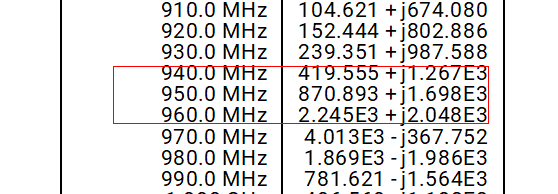 910.0 MHz 104.621 + j674.080
920.0 MHz 152.444 + j802.886
930.0 MHz 239.351 + j987.588
940.0 MHz 419.555 + j1.267E3
950.0 MHz 870.893 + j1.698E3
960.0 MHz 2.245E3 + j2.048E3
970.0 MHz 4.013E3 - j367.752
980.0 MHz 1.869E3 - j1.986E3
990.0 MHz 781.621 - j1.564E3